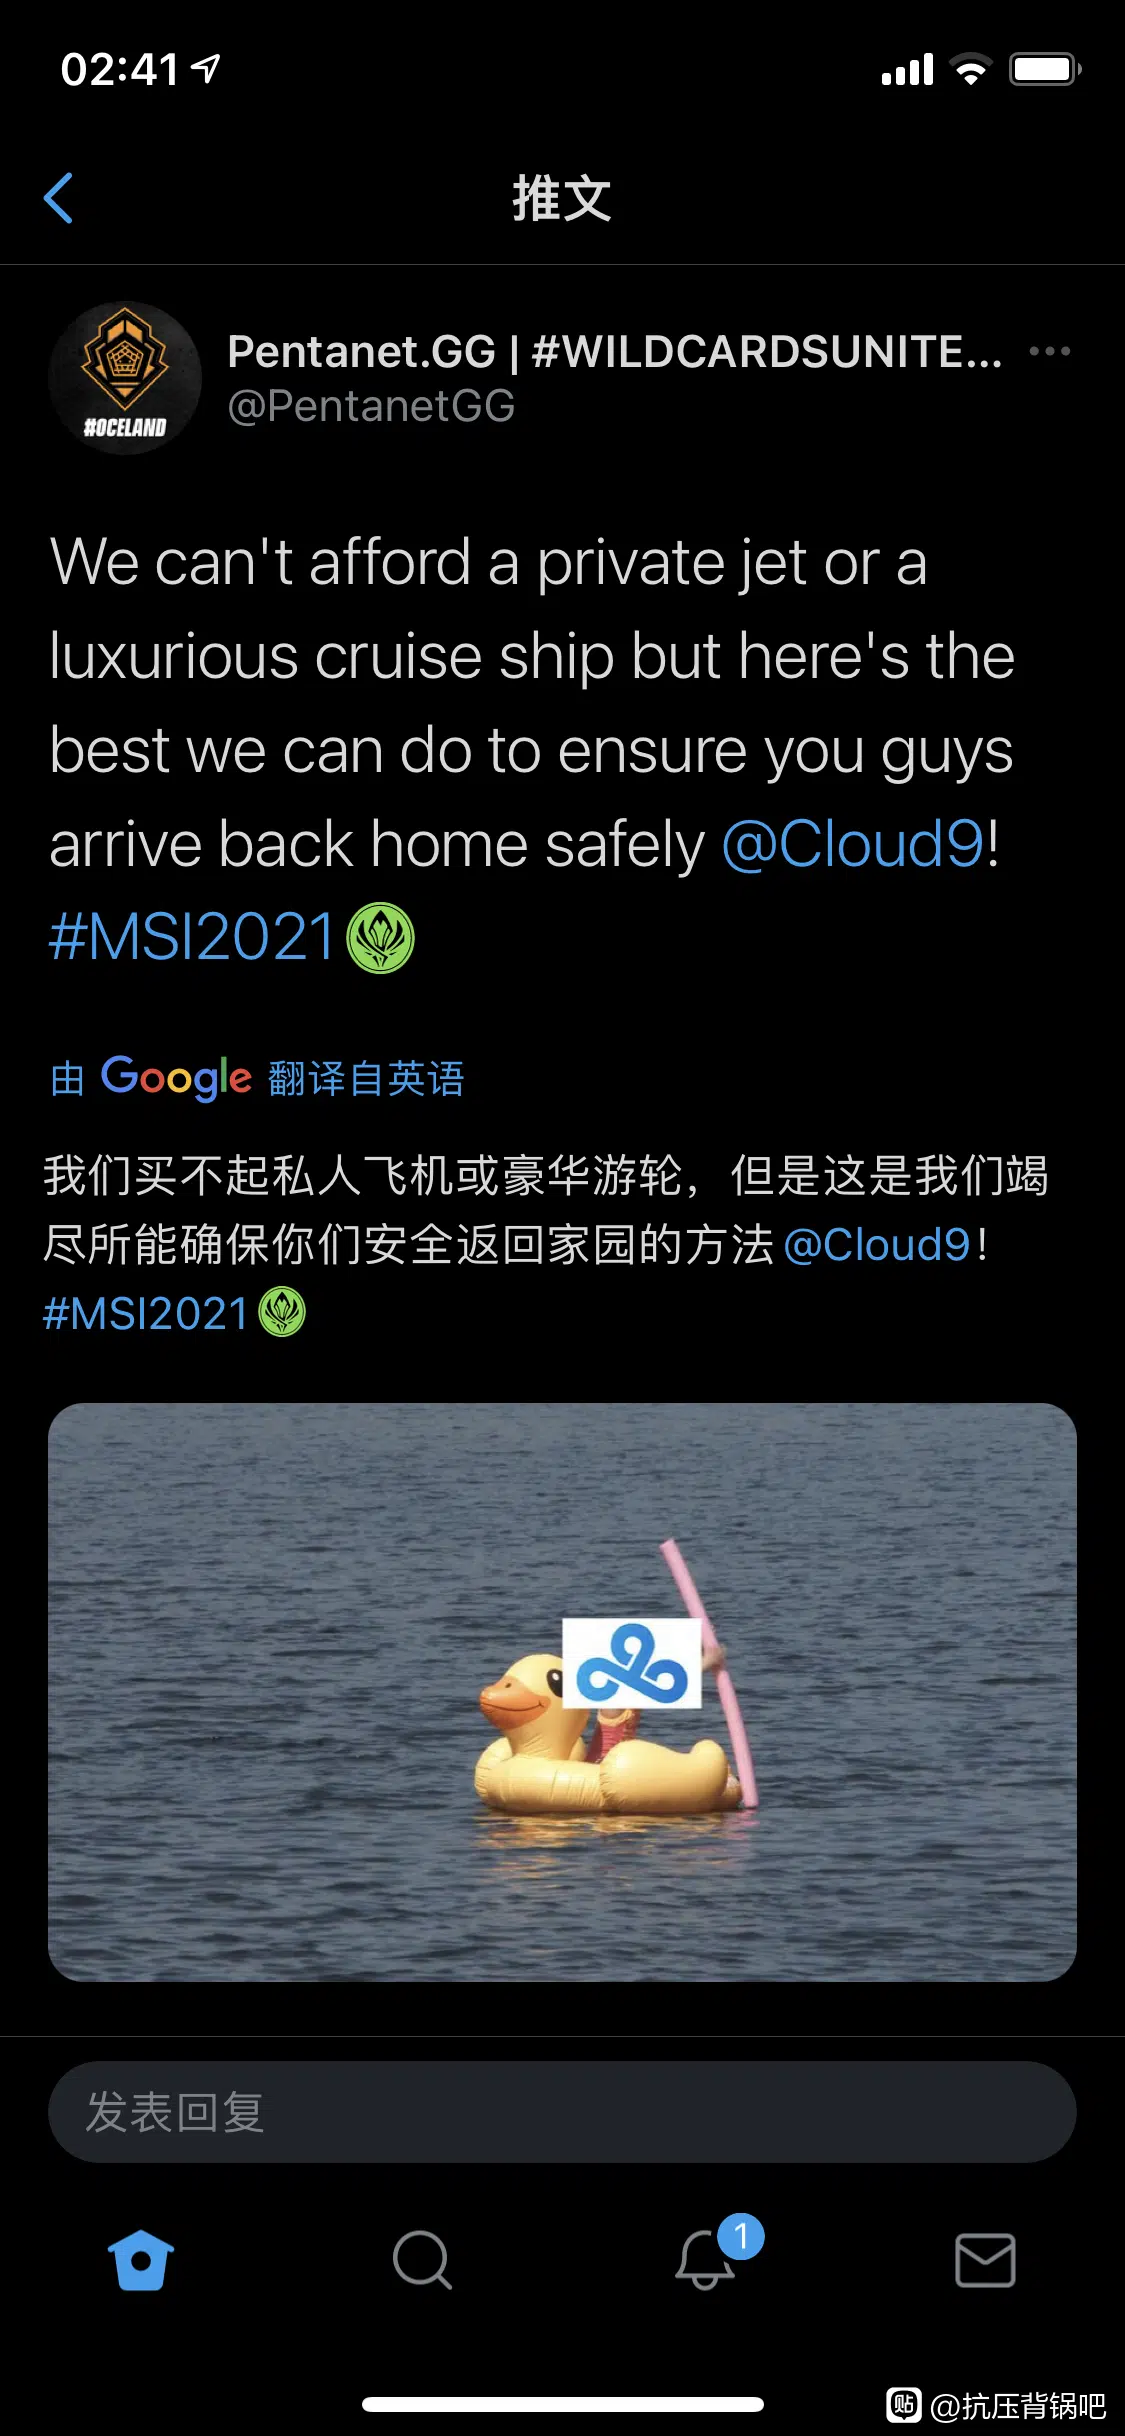 02:41
推文
Pentanet.GG | #WILDCARDSUNITE...
@PentanetGG
#OCELAND
We can't afford a private jet or a
luxurious cruise ship but here's the
best we can do to ensure you guys
arrive back home safely @Cloud9!
#MSI2021
由 Google 翻译自英语
我们买不起私人飞机或豪华游轮，但是这是我们竭
尽所能确保你们安全返回家园的方法@Cloud9！
#MSI2021
发表回复
1
贴 @抗压背锅吧